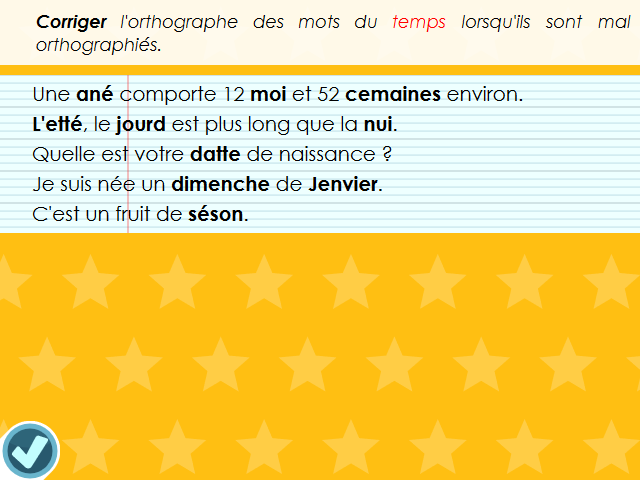 Corriger l'orthographe des mots du temps lorsqu'ils sont mal
orthographiés.
Une ané comporte 12 moi et 52 cemaines environ.
L'etté, le jourd est plus long que la nui.
Quelle est votre datte de naissance ?
Je suis née un dimenche de Jenvier.
C'est un fruit de séson.